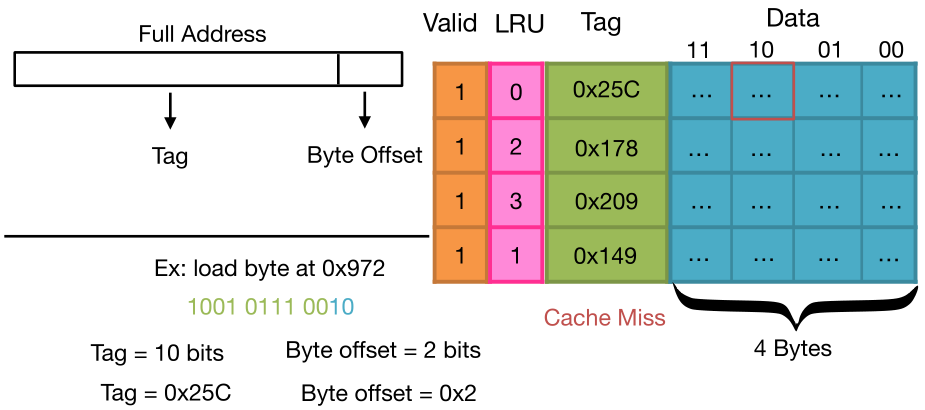 Full Address
Tag
Byte Offset
Valid LRU Tag Data
11 10 01 00
1 0 0x25C ... ... ... ...
1 2 0x178 ... ... ... ...
1 3 0x209 ... ... ... ...
1 1 0x149 ... ... ... ...
Ex: load byte at 0x972
1001 0111 0010
Tag = 10 bits
Byte offset = 2 bits
Tag = 0x25C
Byte offset = 0x2
Cache Miss
4 Bytes